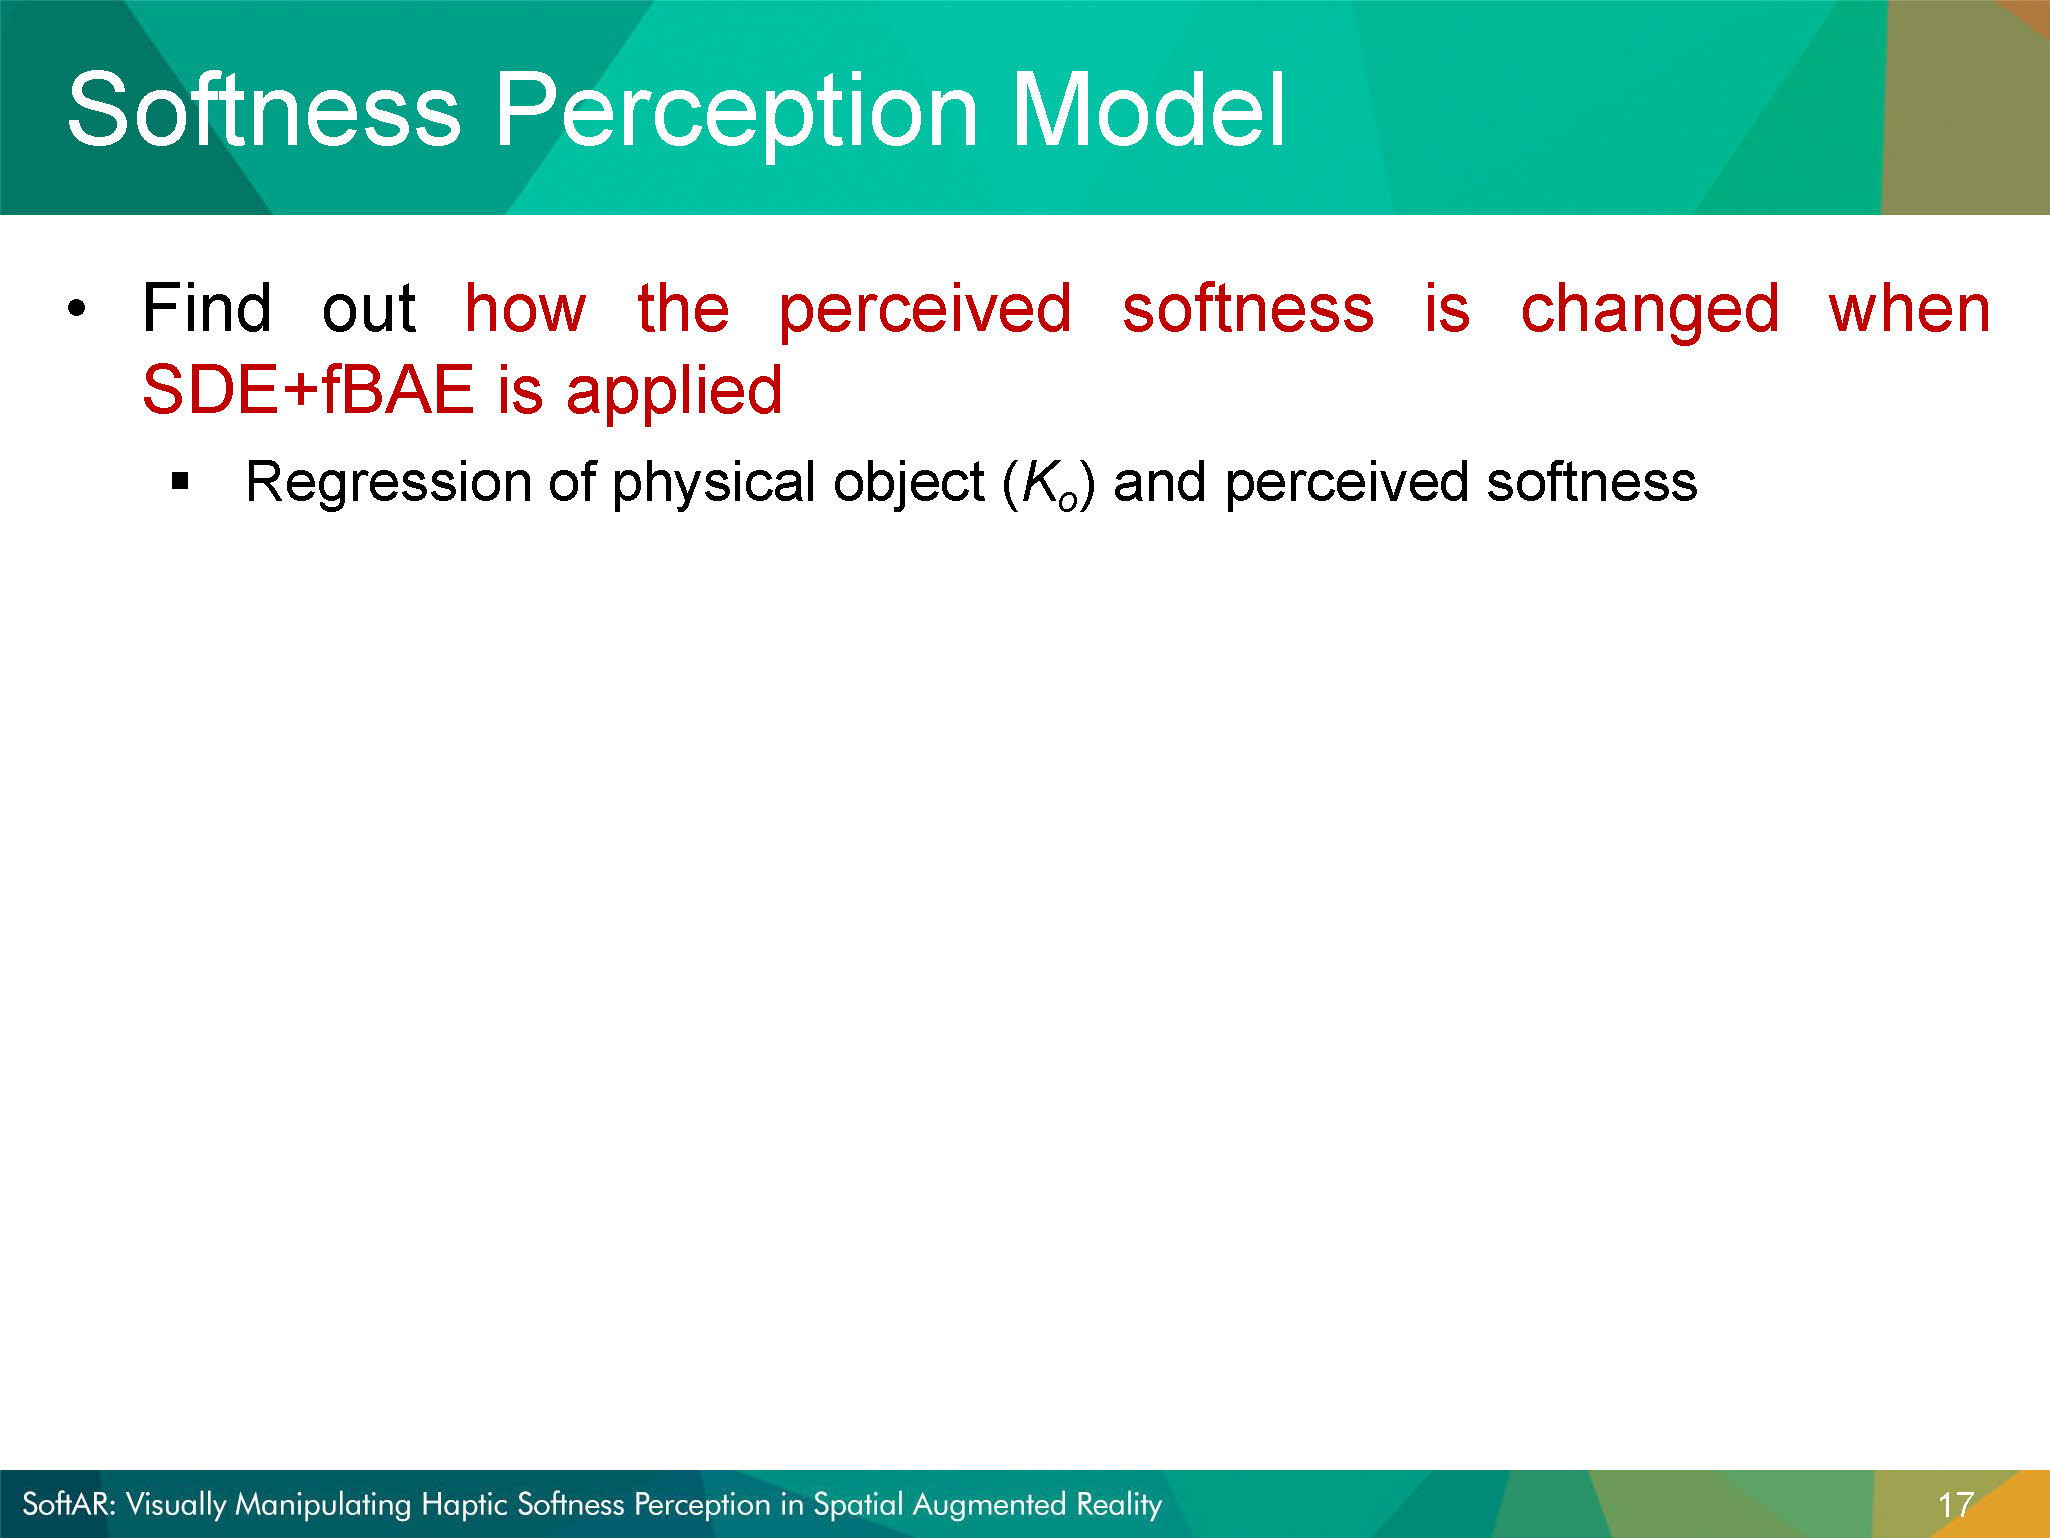 Softness Perception Model
• Find out how the perceived softness is changed when
SDE+fBAE is applied
▪ Regression of physical object (Ko) and perceived softness
SoftAR: Visually Manipulating Haptic Softness Perception in Spatial Augmented Reality
17